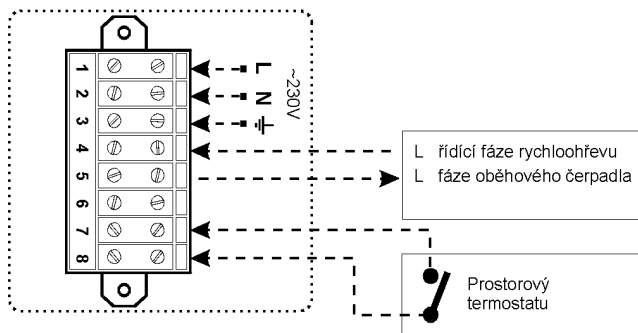 1
2
3
4
5
6
7
8
L
N
~230V
L řídící fáze rychloohřevu
L fáze oběhového čerpadla
Prostorový
termostatu